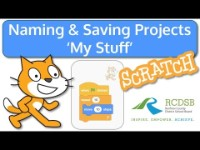 Naming & Saving Projects
'My Stuff'
SCRATCH
RCDSB
INSPIRE. EMPOWER. ACHIEVE.